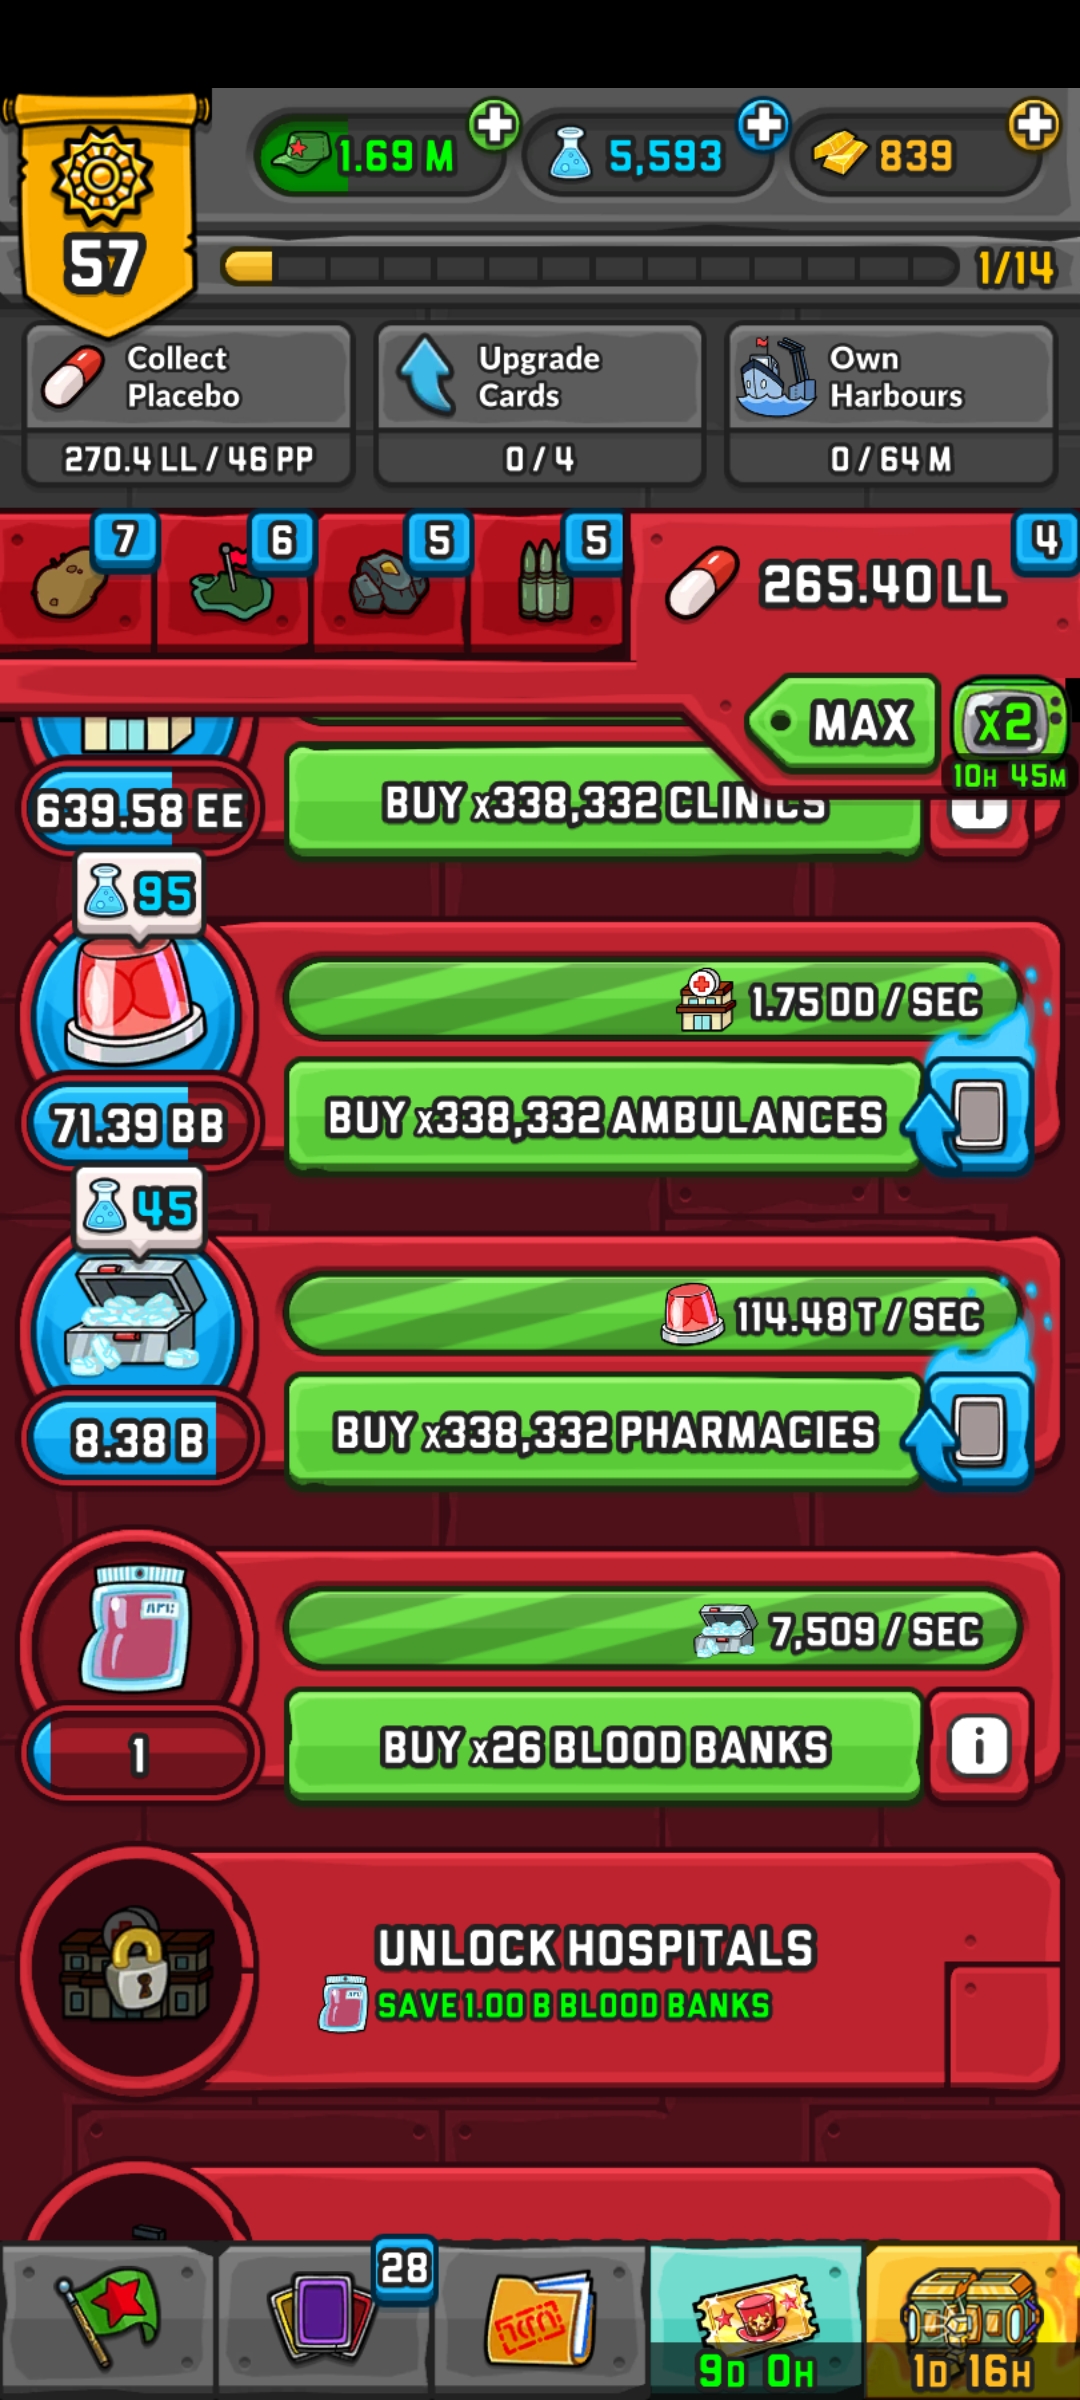 1.69 M
5,593
839
57
1/14
Collect
Placebo
270.4 LL / 46 PP
Upgrade
Cards
0 / 4
Own
Harbours
0 / 64 M
7
6
5
5
4
265.40 LL
MAX
x2
10H 45M
639.58 EE
BUY x338,332 CLINICS
95
1.75 DD / SEC
71.39 BB
BUY x338,332 AMBULANCES
45
114.48 T / SEC
8.38 B
BUY x338,332 PHARMACIES
7,509 / SEC
1
BUY x26 BLOOD BANKS
i
UNLOCK HOSPITALS
SAVE 1.00 B BLOOD BANKS
28
9D 0H
1D 16H